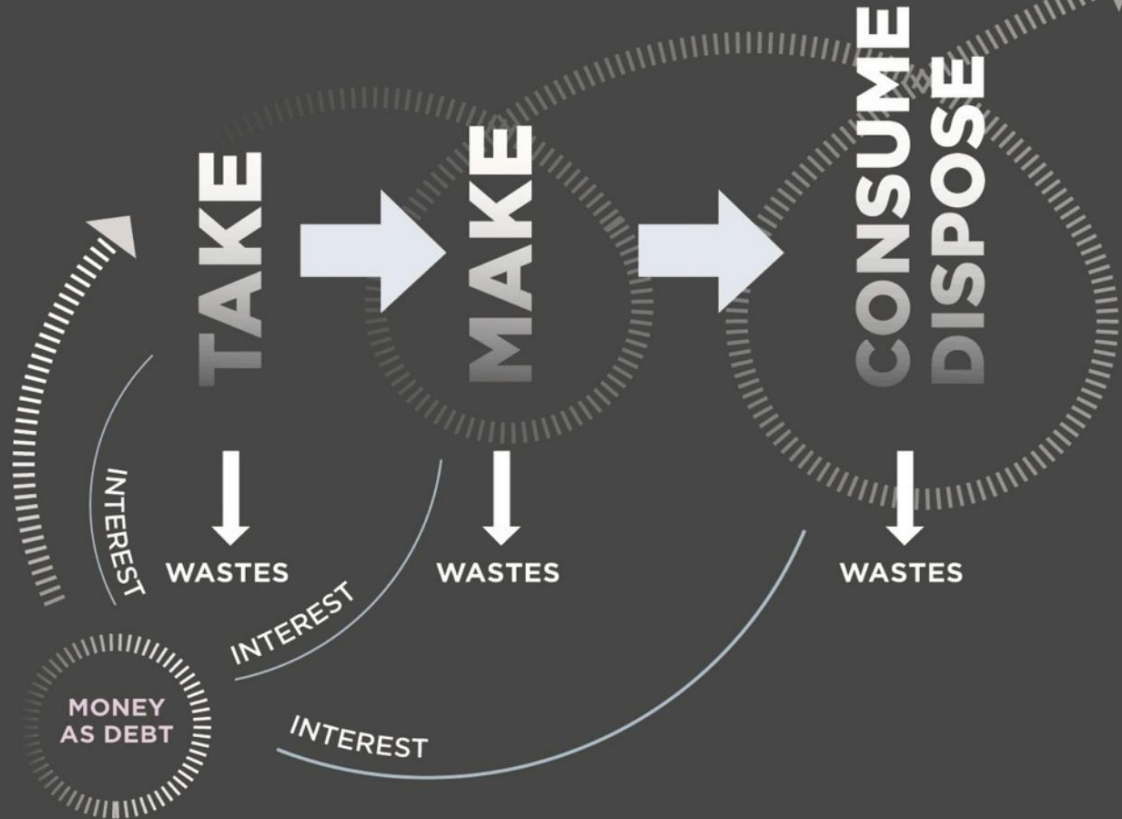 TAKE
MAKE
CONSUME
DISPOSE
INTEREST
WASTES
WASTES
WASTES
INTEREST
MONEY
AS DEBT
INTEREST